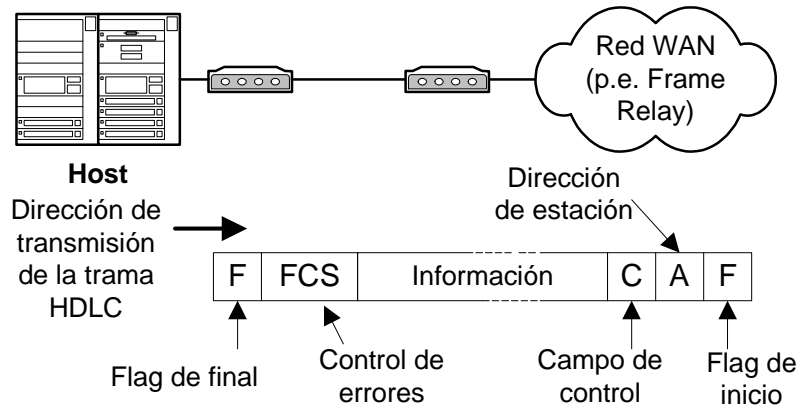 Red WAN
(p.e. Frame
Relay)
Host
Dirección de
transmisión
de la trama
HDLC
Dirección
de estación
F FCS Información C A F
Flag de final
Control de
errores
Campo de
control
Flag de
inicio